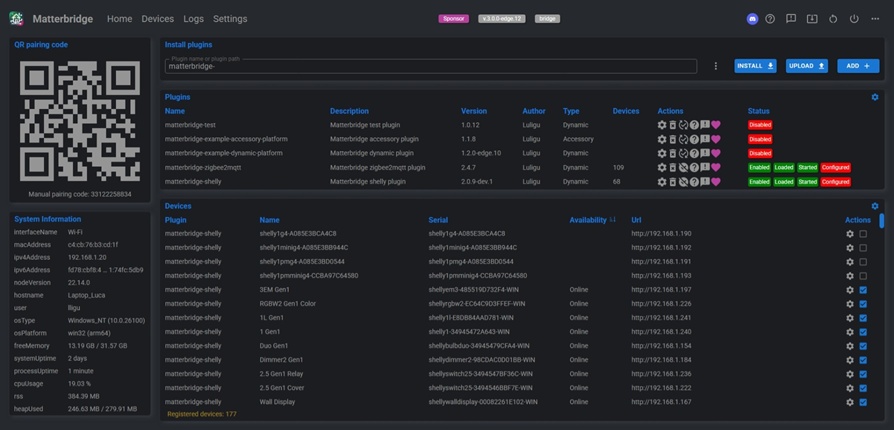 Matterbridge Home Devices Logs Settings Sponsor v.3.0.0-edge.12 bridge
QR pairing code
Manual pairing code: 33122258834
System Information
interfaceName Wi-Fi
macAddress c4:cb:76:b3:cd:1f
ipv4Address 192.168.1.20
ipv6Address fd78:cbf8:4 ... 1:74fc:5db9
nodeVersion 22.14.0
hostname Laptop_Luca
user Rigu
osType Windows_NT (10.0.26100)
osPlatform win32 (arm64)
freeMemory 13.19 GB / 31.57 GB
systemUptime 2 days
processUptime 1 minute
cpuUsage 19.03 %
rss 384.39 MB
heapUsed 246.63 MB / 279.91 MB
Install plugins
Plugin name or plugin path
matterbridge-
INSTALL UPLOAD ADD
Plugins
Name Description Version Author Type Devices Actions Status
matterbridge-test Matterbridge test plugin 1.0.12 Luligu Dynamic Disabled
matterbridge-example-accessory-platform Matterbridge accessory plugin 1.1.8 Luligu Accessory Disabled
matterbridge-example-dynamic-platform Matterbridge dynamic plugin 1.2.0-edge.10 Luligu Dynamic Disabled
matterbridge-zigbee2mqtt Matterbridge zigbee2mqtt plugin 2.4.7 Luligu Dynamic 109 Enabled Loaded Started Configured
matterbridge-shelly Matterbridge shelly plugin 2.0.9-dev.1 Luligu Dynamic 68 Enabled Loaded Started Configured
Devices
Plugin Name Serial Availability Url Actions
matterbridge-shelly shelly1g4-A085E3BCA4C8 shelly1g4-A085E3BCA4C8 http://192.168.1.190
matterbridge-shelly shelly1minig4-A085E3BB944C shelly1minig4-A085E3BB944C http://192.168.1.192
matterbridge-shelly shelly1pmg4-A085E3BD0544 shelly1pmg4-A085E3BD0544 http://192.168.1.191
matterbridge-shelly shelly1pmminig4-CCBA97C64580 shelly1pmminig4-CCBA97C64580 http://192.168.1.193
matterbridge-shelly 3EM Gen1 shellyem3-485519D732F4-WIN Online http://192.168.1.197
matterbridge-shelly RGBW2 Gen1 Color shellyrgbw2-EC64C9D3FFEF-WIN Online http://192.168.1.226
matterbridge-shelly 1L Gen1 shelly1l-E8DB84AAD781-WIN Online http://192.168.1.241
matterbridge-shelly 1 Gen1 shelly1-34945472A643-WIN Online http://192.168.1.240
matterbridge-shelly Duo Gen1 shellybulbduo-34945479CFA4-WIN Online http://192.168.1.154
matterbridge-shelly Dimmer2 Gen1 shellydimmer2-98CDAC0D01BB-WIN Online http://192.168.1.184
matterbridge-shelly 2.5 Gen1 Relay shellyswitch25-3494547BF36C-WIN Online http://192.168.1.236
matterbridge-shelly 2.5 Gen1 Cover shellyswitch25-3494546BBF7E-WIN Online http://192.168.1.222
matterbridge-shelly Wall Display shellywalldisplay-00082261E102-WIN Online http://192.168.1.167
Registered devices: 177